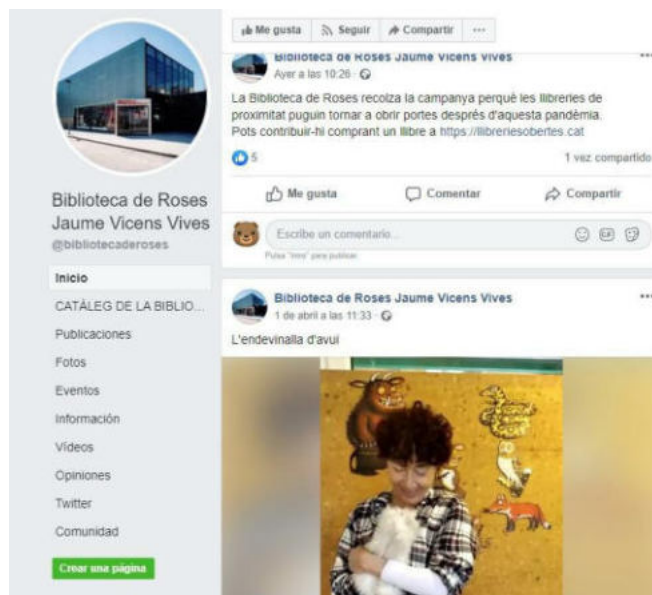 Biblioteca de Roses
Jaume Vicens Vives
@bibliotecaderoses
Inicio
CATÁLEG DE LA BIBLIO...
Publicaciones
Fotos
Eventos
Información
Vídeos
Opiniones
Twitter
Comunidad
Crear una página
Me gusta Seguir Compartir ...
Biblioteca de Roses Jaume Vicens Vives
Ayer a las 10:26 ·
La Biblioteca de Roses recolza la campanya perquè les llibreries de
proximitat puguin tornar a obrir portes després d'aquesta pandèmia.
Pots contribuir-hi comprant un llibre a https://llibreriesobertes.cat
5 1 vez compartido
Me gusta Comentar Compartir
Escribe un comentario...
GIF
Pulsa "Intro" para publicar.
Biblioteca de Roses Jaume Vicens Vives
1 de abril a las 11:33 ·
L'endevinalla d'avui